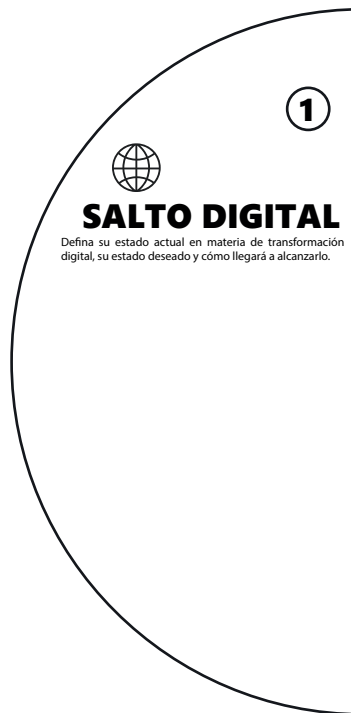 1
SALTO DIGITAL
Defina su estado actual en materia de transformación
digital, su estado deseado y cómo llegará a alcanzarlo.